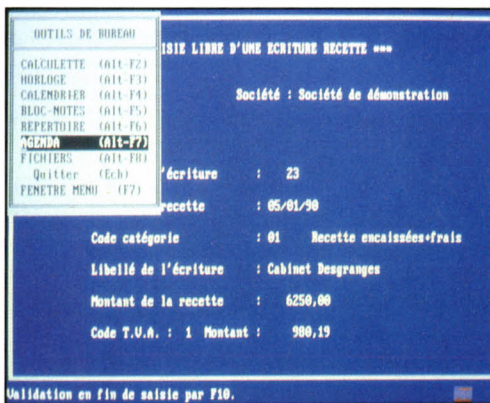 OUTILS DE BUREAU
CALCULETTE (Alt-F2)
HORLOGE (Alt-F3)
CALENDRIER (Alt-F4)
BLOC-NOTES (Alt-F5)
REPERTOIRE (Alt-F6)
AGENDA (Alt-F7)
FICHIERS (Alt-F8)
Quitter (Ech)
FENETRE MENU . (F7)
ISIE LIBRE D'UNE ECRITURE RECETTE ***
Société : Société de démonstration
'écriture : 23
recette : 05/01/90
Code catégorie : 01 Recette encaissées+frais
Libellé de l'écriture : Cabinet Desgranges
Montant de la recette : 6250,00
Code T.V.A. : 1 Montant : 980,19
Validation en fin de saisie par F10.